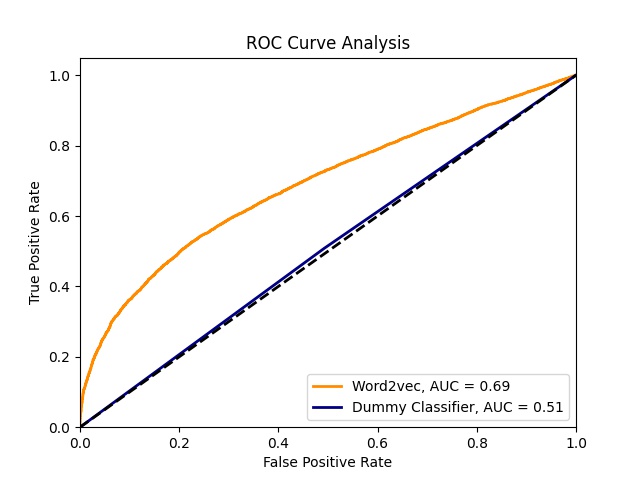 ROC Curve Analysis
1.0
0.8
0.6
0.4
0.2
0.0
True Positive Rate
Word2vec, AUC = 0.69
Dummy Classifier, AUC = 0.51
0.0 0.2 0.4 0.6 0.8 1.0
False Positive Rate